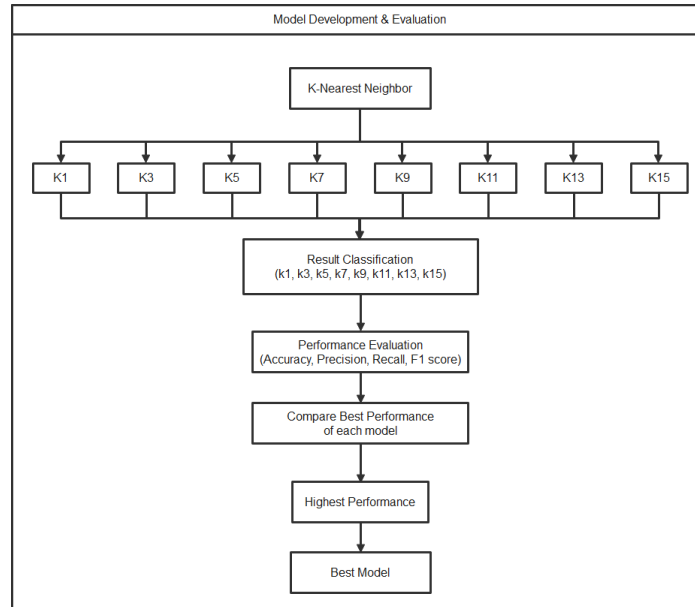 Model Development & Evaluation
K-Nearest Neighbor
K1
K3
K5
K7
K9
K11
K13
K15
Result Classification
(k1, k3, k5, k7, k9, k11, k13, k15)
Performance Evaluation
(Accuracy, Precision, Recall, F1 score)
Compare Best Performance
of each model
Highest Performance
Best Model